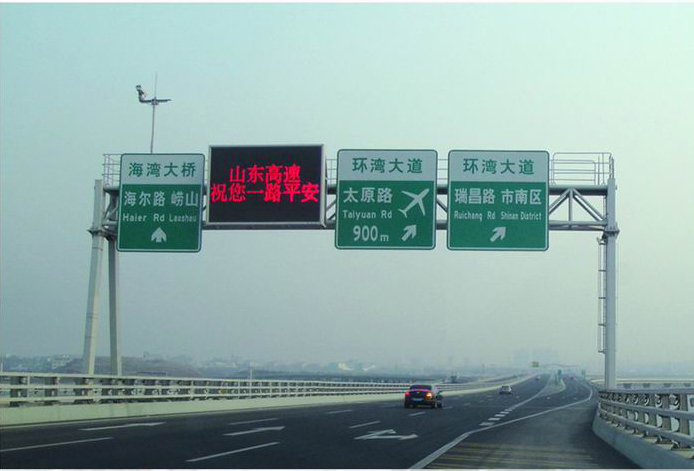 海湾大桥
海尔路 崂山
Haier Rd Laoshau
山东高速
祝您一路平安
环湾大道
太原路
Taiyuan Rd
900m
环湾大道
瑞昌路 市南区
Ruichang Rd Shinan District